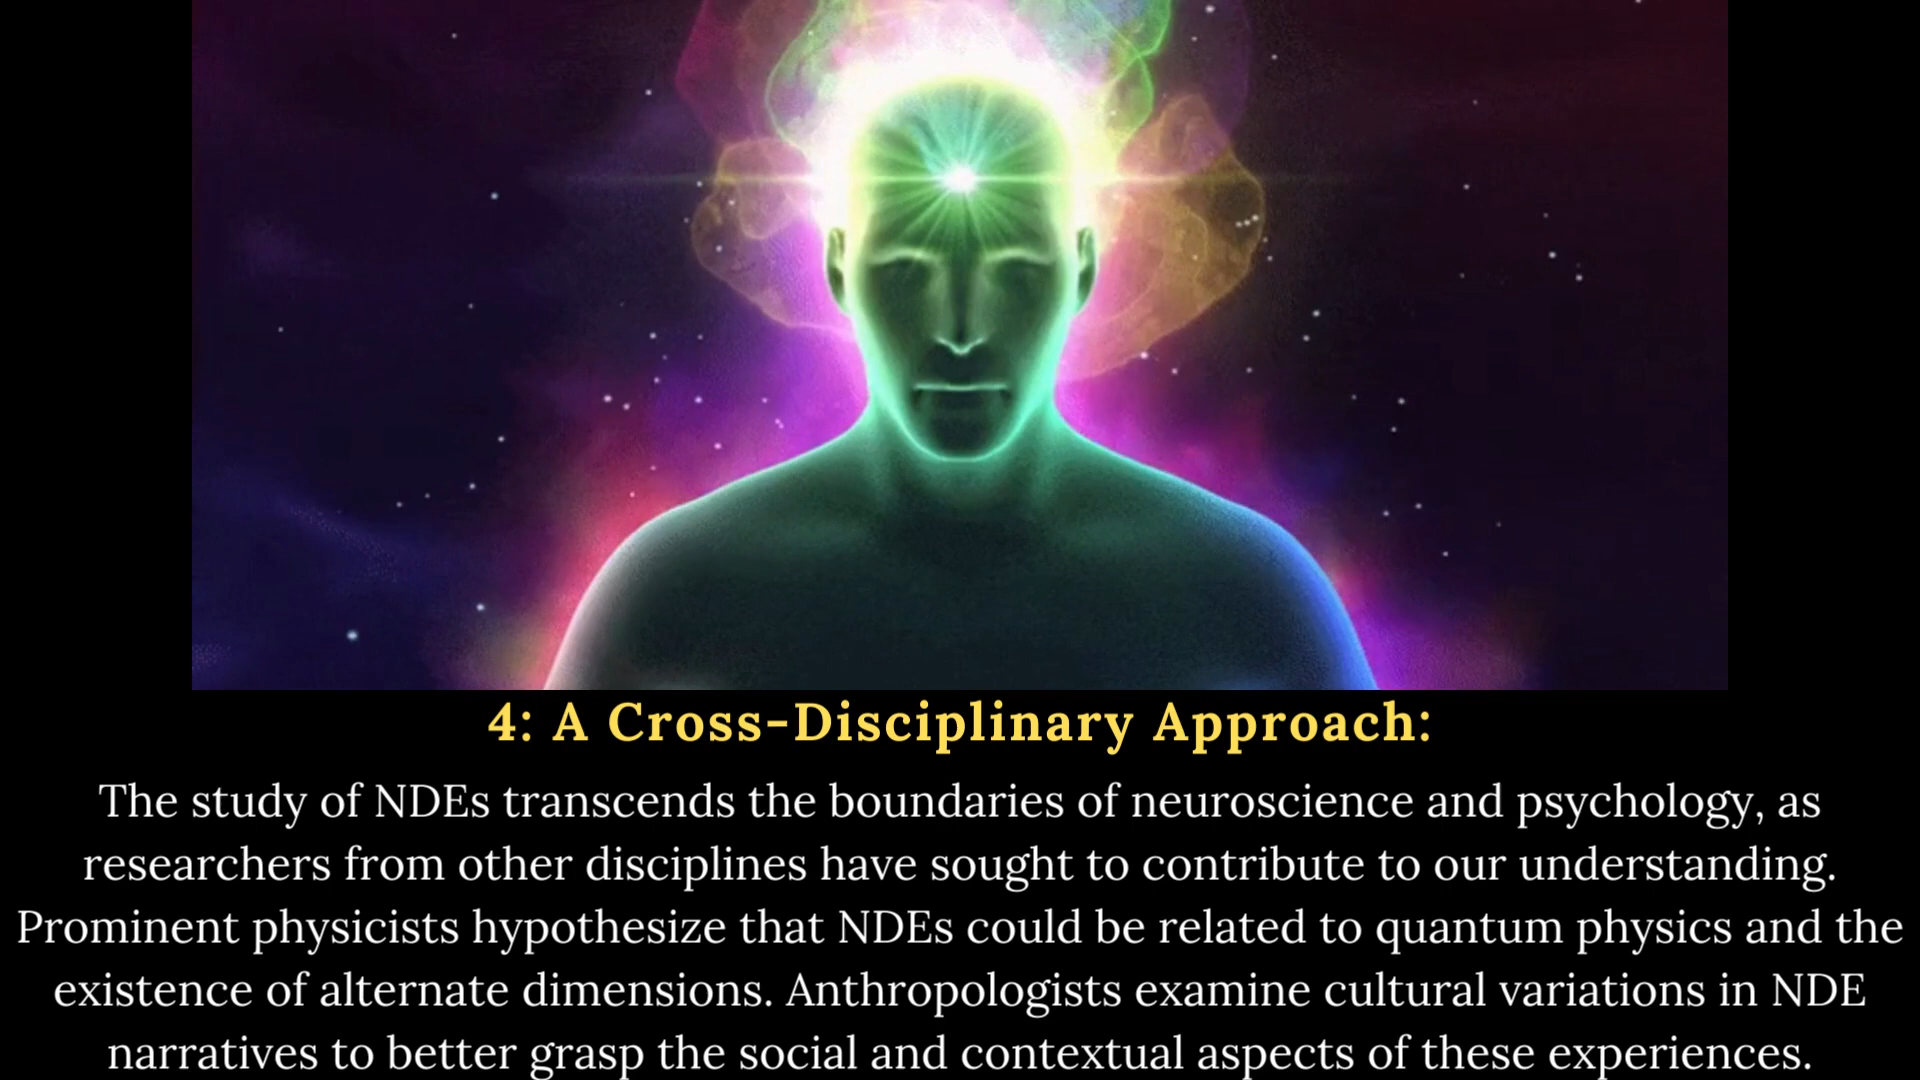 4: A Cross-Disciplinary Approach:
The study of NDEs transcends the boundaries of neuroscience and psychology, as
researchers from other disciplines have sought to contribute to our understanding.
Prominent physicists hypothesize that NDEs could be related to quantum physics and the
existence of alternate dimensions. Anthropologists examine cultural variations in NDE
narratives to better grasp the social and contextual aspects of these experiences.